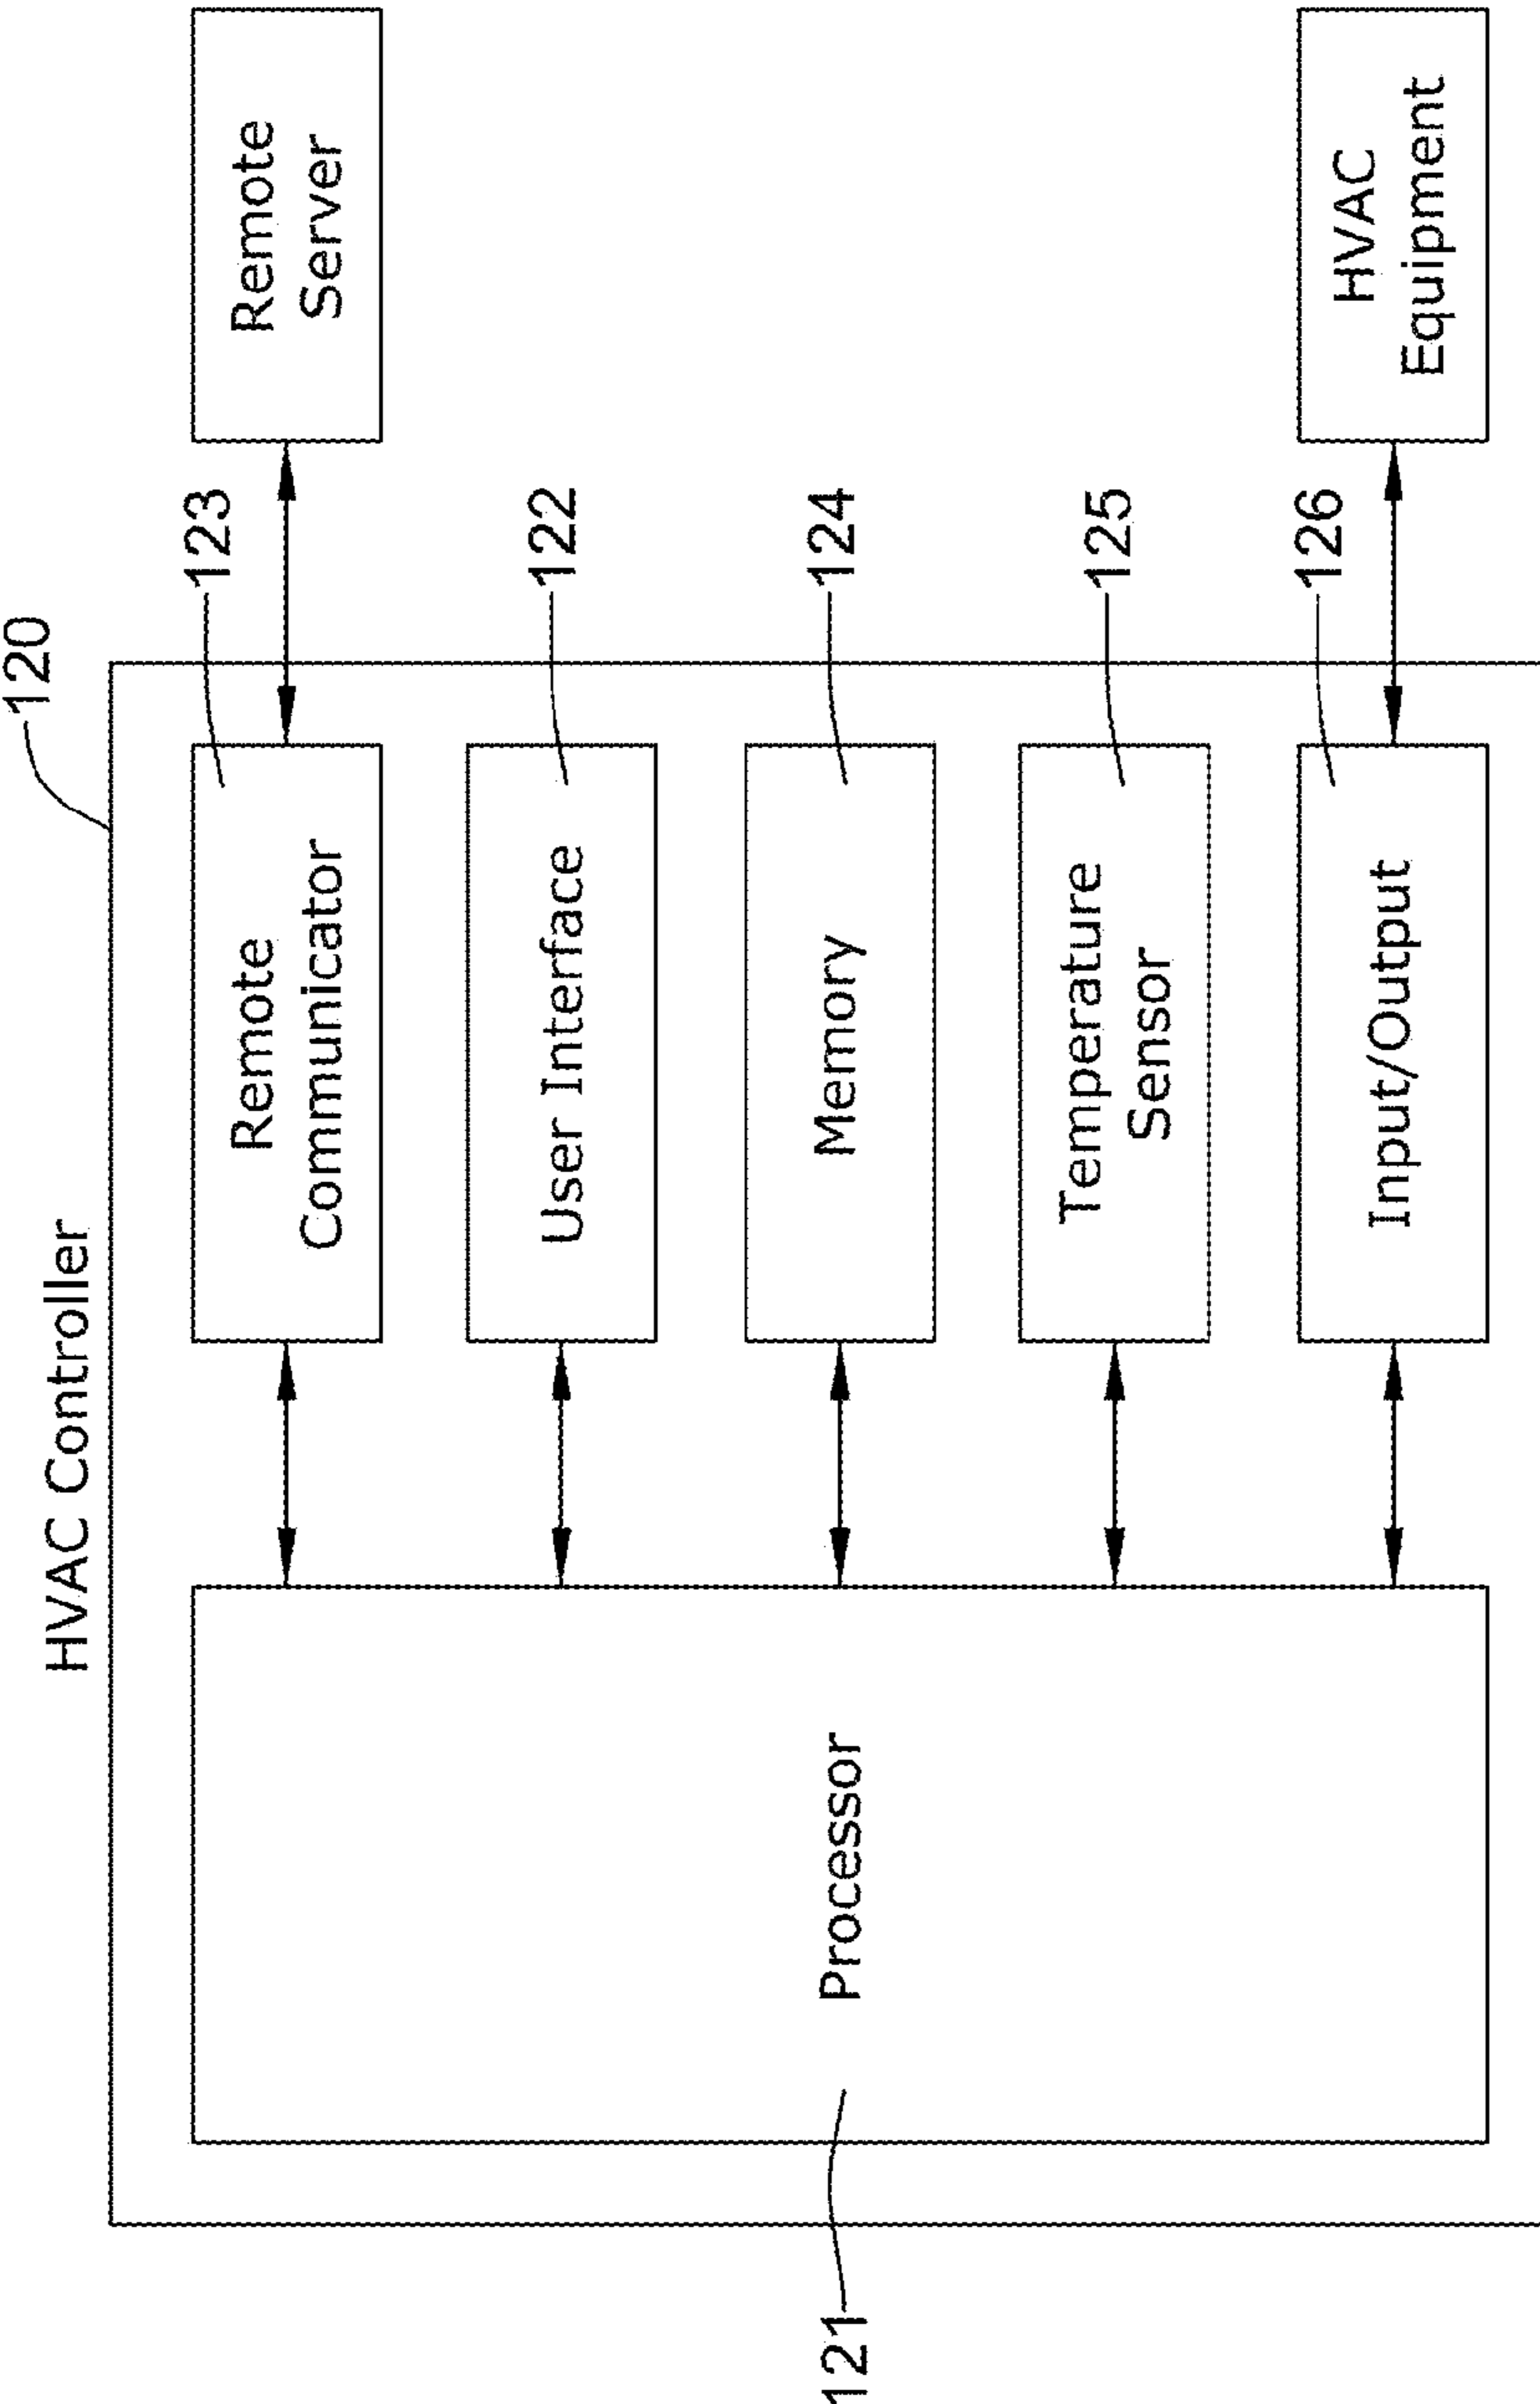 HVAC Controller
120
121
Processor
Remote
Communicator
123
Remote
Server
User Interface
122
Memory
124
Temperature
Sensor
125
Input/Output
126
HVAC
Equipment